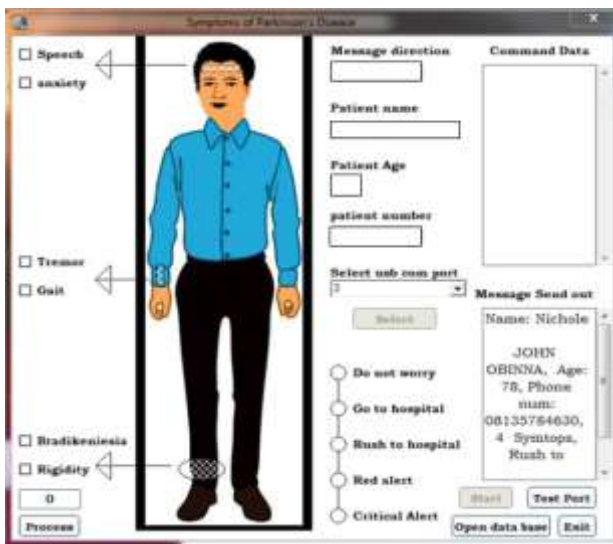 Symptoms of Parkinson's Disease
Speech
anxiety
Tremor
Gait
Bradikeniesia
Rigidity
0
Process
Message direction
Patient name
Patient Age
patient number
Select usb com port
3
Select
Do not worry
Go to hospital
Rush to hospital
Red alert
Critical Alert
Command Data
Message Send out
Name: Nichole
JOHN
OBINNA, Age:
78, Phone
num:
08135784630,
4 Symtops,
Rush to
Start
Test Port
Open data base
Exit